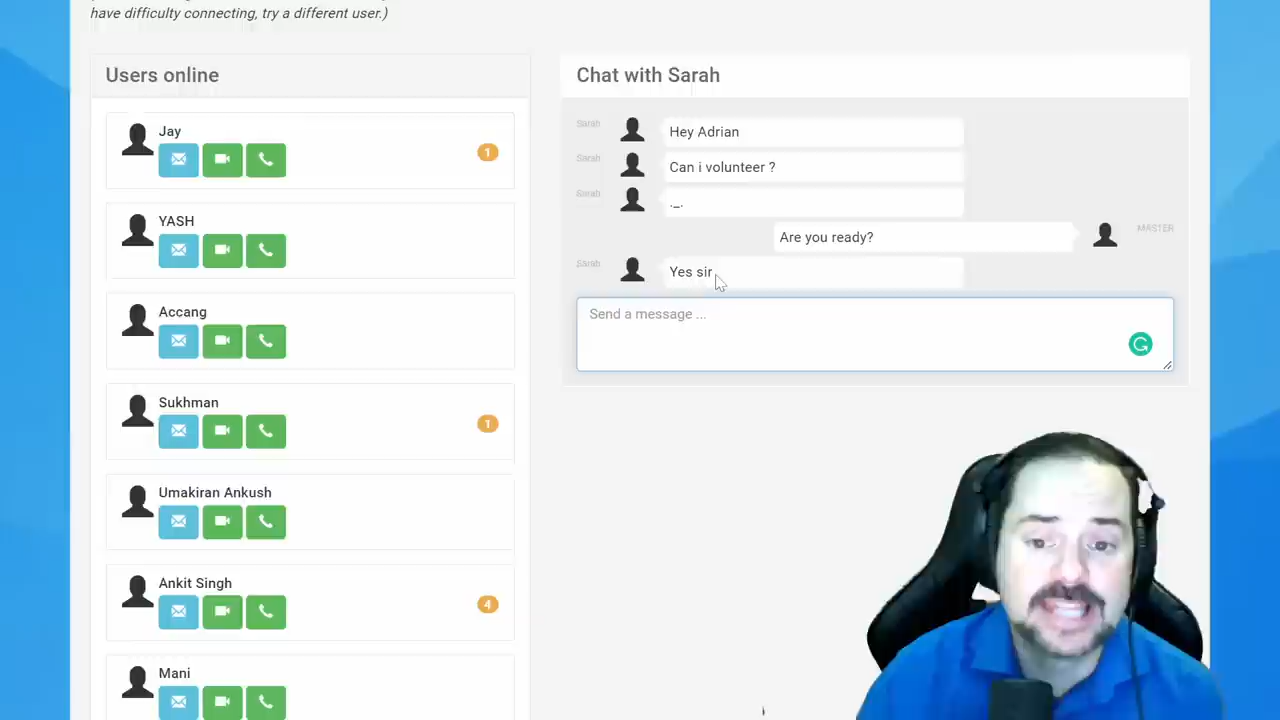 have difficulty connecting, try a different user.)
Users online
Jay
1
YASH
Accang
Sukhman
1
Umakiran Ankush
Ankit Singh
4
Mani
Chat with Sarah
Sarah
Hey Adrian
Sarah
Can i volunteer ?
Sarah
._.
Are you ready?
MASTER
Sarah
Yes sir
Send a message ...